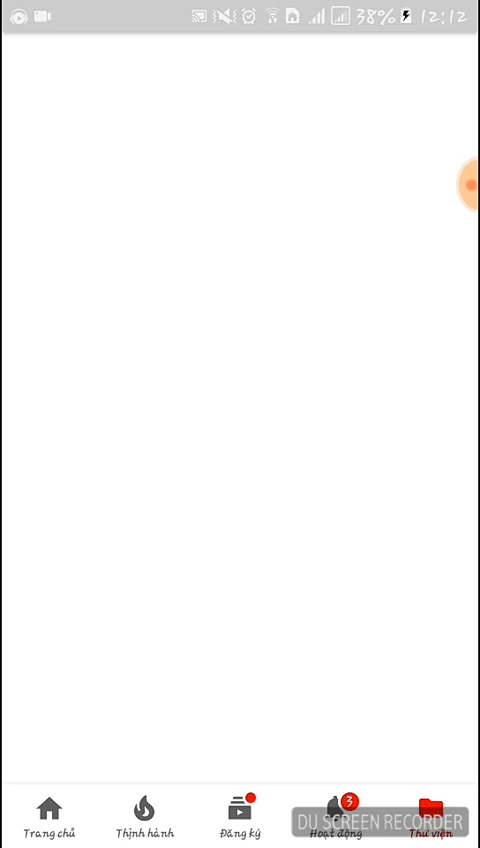 38% 12:12
3
Trang chủ Thịnh hành Đăng ký Hoạt động Thư viện
DU SCREEN RECORDER